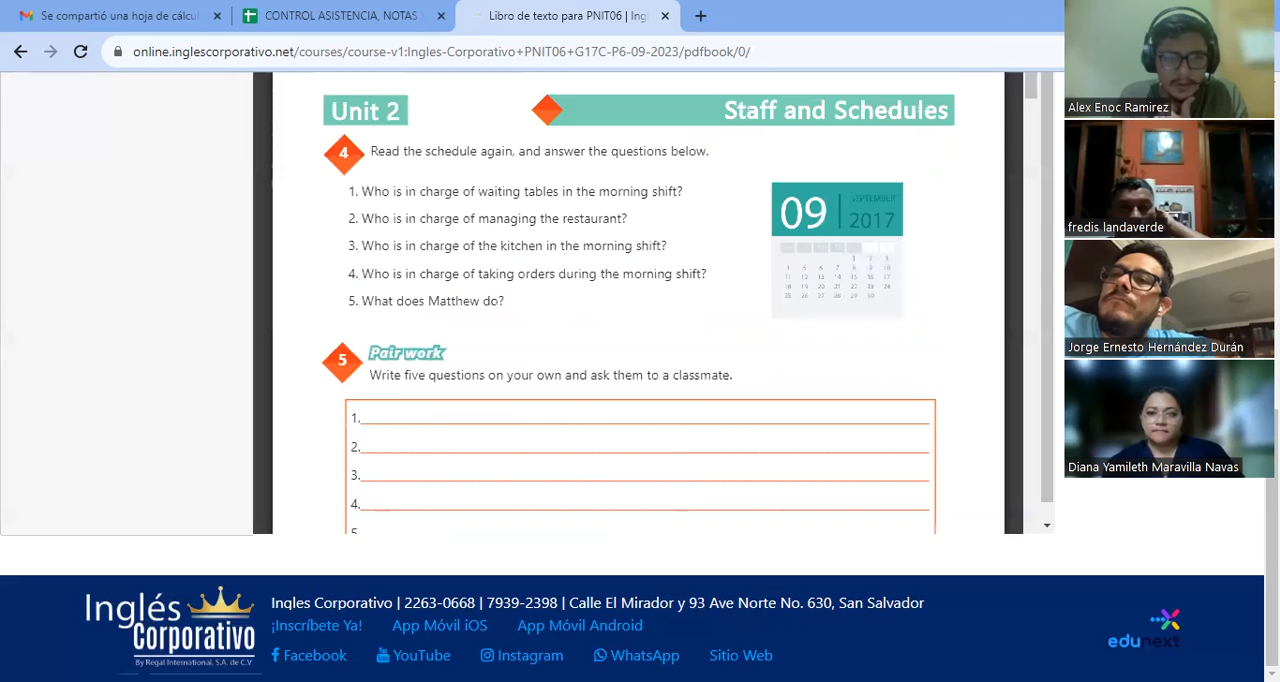 Se compartió una hoja de cálcul
CONTROL ASISTENCIA, NOTAS Y
Libro de texto para PNIT06 | Ingl
online.inglescorporativo.net/courses/course-v1:Ingles-Corporativo+PNIT06+G17C-P6-09-2023/pdfbook/0/
Unit 2
Staff and Schedules
4
Read the schedule again, and answer the questions below.
1. Who is in charge of waiting tables in the morning shift?
2. Who is in charge of managing the restaurant?
3. Who is in charge of the kitchen in the morning shift?
4. Who is in charge of taking orders during the morning shift?
5. What does Matthew do?
09
SEPTEMBER
2017
5
Pair work
Write five questions on your own and ask them to a classmate.
1.
2.
3.
4.
5
Alex Enoc Ramirez
fredis landaverde
Jorge Ernesto Hernández Durán
Diana Yamileth Maravilla Navas
Inglés
Corporativo
By Regal International, S.A. de C.V
Ingles Corporativo | 2263-0668 | 7939-2398 | Calle El Mirador y 93 Ave Norte No. 630, San Salvador
¡Inscríbete Ya!
App Móvil iOS
App Móvil Android
Facebook
YouTube
Instagram
WhatsApp
Sitio Web
edunext